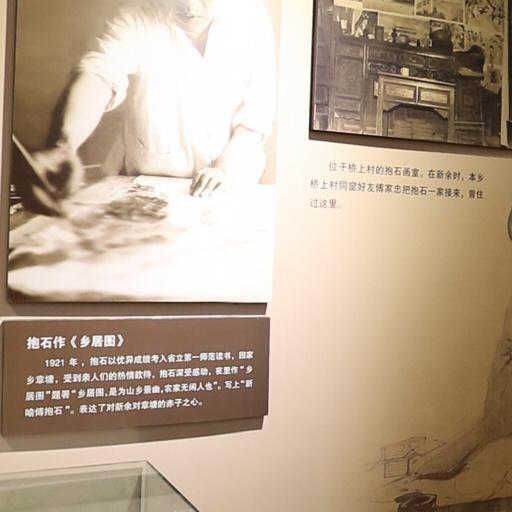 位于桥上村的抱石画室。在新余时,本乡
桥上村同窗好友傅家忠把抱石一家接来,曾住
过这里。
抱石作《乡居图》
1921 年,抱石以优异成绩考入省立第一师范读书,回家
乡章塘,受到亲人们的热情款待,抱石深受感动,夜里作“乡
居图”题署“乡居图,是为山乡景幽,农家无闲人也”。写上“新
喻傅抱石”。表达了对新余对章塘的赤子之心。